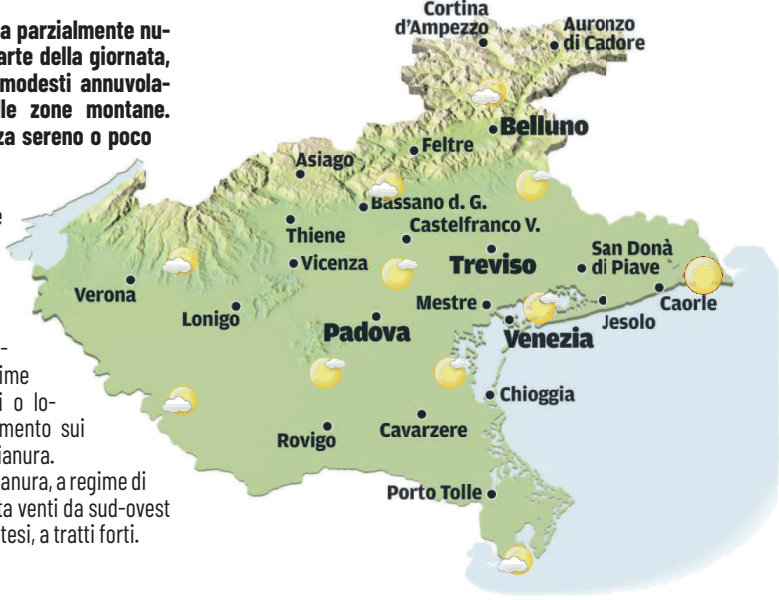 a parzialmente nu-
arte della giornata,
modesti annuvola-
lle zone montane.
za sereno o poco
e
-
ime
i o lo-
mento sui
ianura.
anura, a regime di
ta venti da sud-ovest
tesi, a tratti forti.
Cortina
d'Ampezzo
Auronzo
di Cadore
Belluno
Feltre
Asiago
Bassano d. G.
Castelfranco V.
Thiene
Vicenza
Treviso
San Donà
di Piave
Verona
Lonigo
Mestre
Caorle
Padova
Jesolo
Venezia
Chioggia
Rovigo
Cavarzere
Porto Tolle